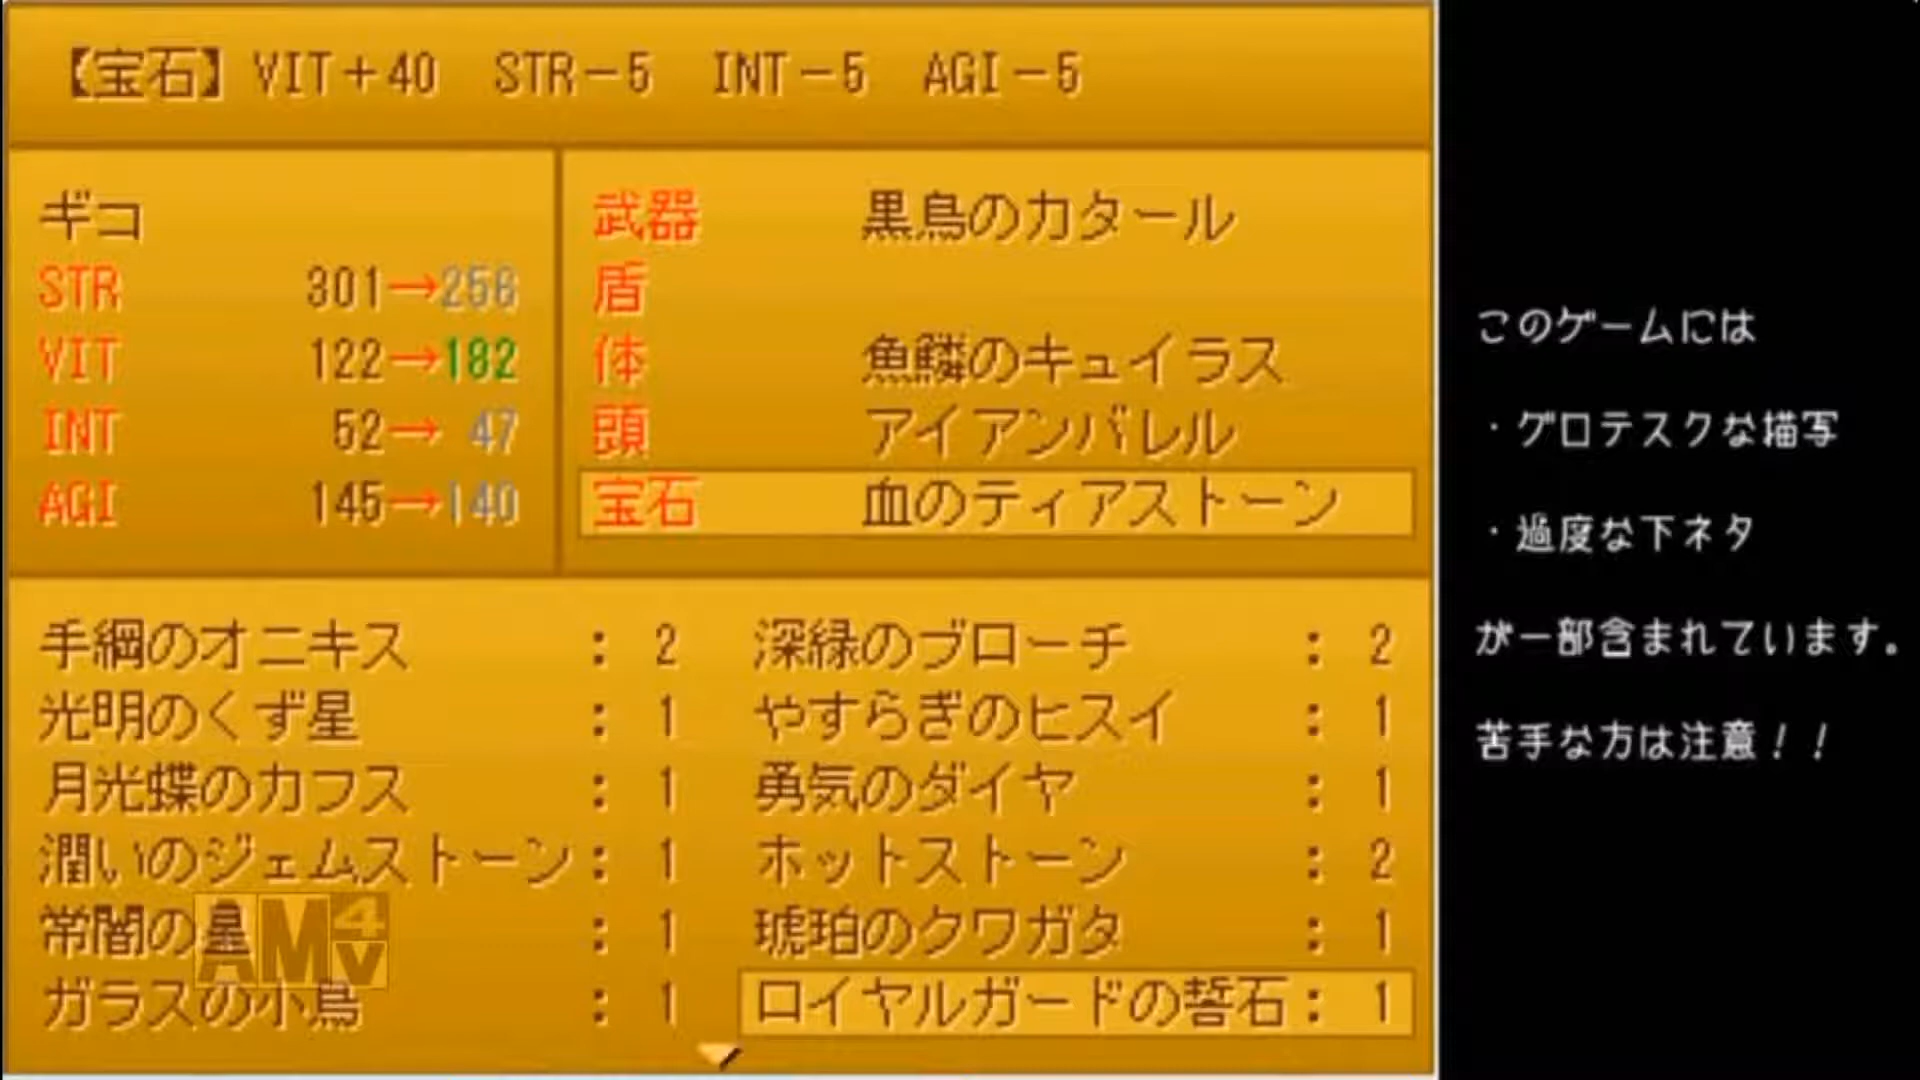 【宝石】VIT+40 STR-5 INT-5 AGI-5
ギコ
STR 301→256
VIT 122→182
INT 52→ 47
AGI 145→140
武器 黒鳥のカタール
盾
体 魚鱗のキュイラス
頭 アイアンバレル
宝石 血のティアストーン
手綱のオニキス : 2 深緑のブローチ : 2
光明のくず星 : 1 やすらぎのヒスイ : 1
月光蝶のカフス : 1 勇気のダイヤ : 1
潤いのジェムストーン : 1 ホットストーン : 2
常闇の星 : 1 琥珀のクワガタ : 1
ガラスの小鳥 : 1 ロイヤルガードの誓石 : 1
AM4v
このゲームには
・グロテスクな描写
・過度な下ネタ
が一部含まれています。
苦手な方は注意！！